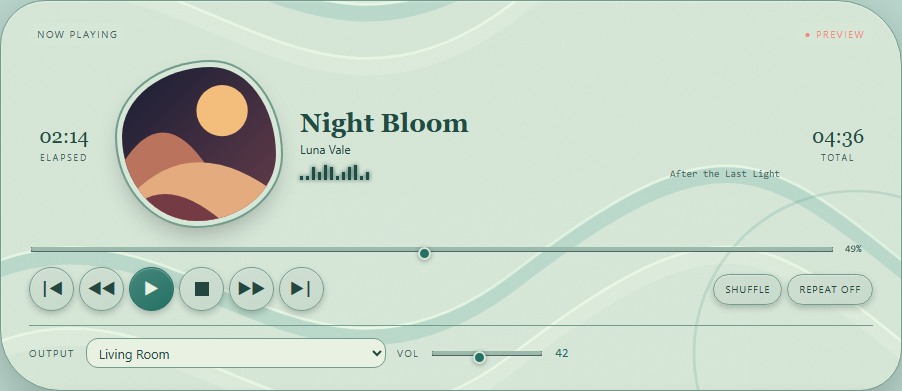 NOW PLAYING
PREVIEW
02:14
ELAPSED
Night Bloom
Luna Vale
After the Last Light
04:36
TOTAL
49%
SHUFFLE
REPEAT OFF
OUTPUT
Living Room
VOL
42